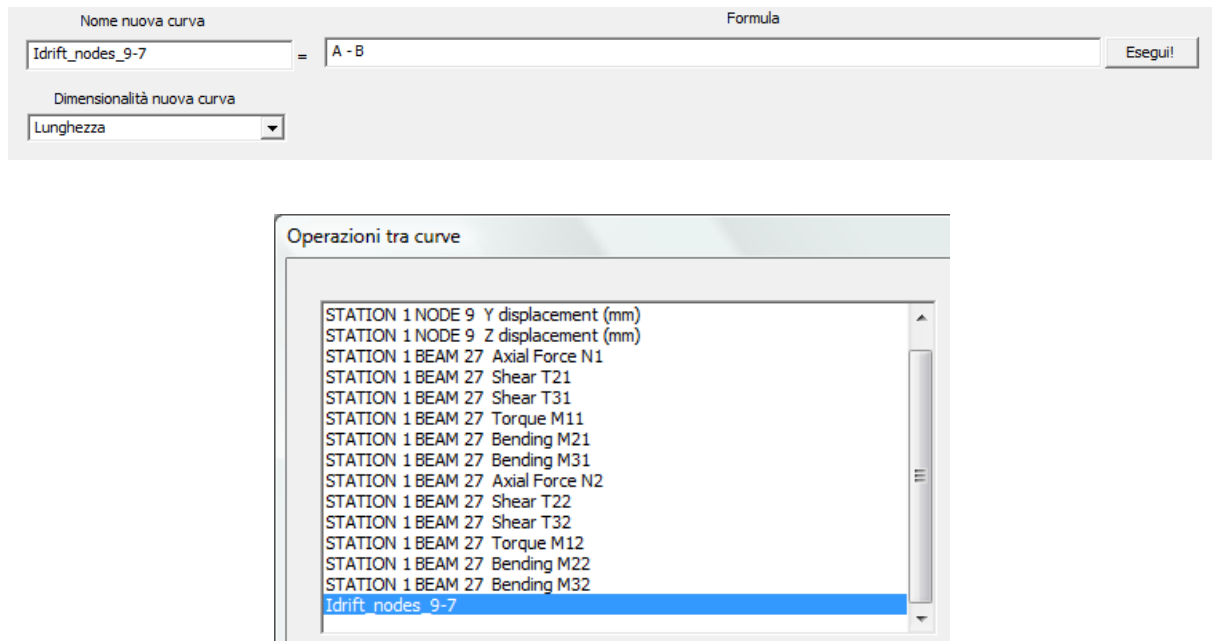 Nome nuova curva Formula
Idrift_nodes_9-7 = A - B Esegui!
Dimensionalità nuova curva
Lunghezza
Operazioni tra curve
STATION 1 NODE 9 Y displacement (mm)
STATION 1 NODE 9 Z displacement (mm)
STATION 1 BEAM 27 Axial Force N1
STATION 1 BEAM 27 Shear T21
STATION 1 BEAM 27 Shear T31
STATION 1 BEAM 27 Torque M11
STATION 1 BEAM 27 Bending M21
STATION 1 BEAM 27 Bending M31
STATION 1 BEAM 27 Axial Force N2
STATION 1 BEAM 27 Shear T22
STATION 1 BEAM 27 Shear T32
STATION 1 BEAM 27 Torque M12
STATION 1 BEAM 27 Bending M22
STATION 1 BEAM 27 Bending M32
Idrift_nodes_9-7